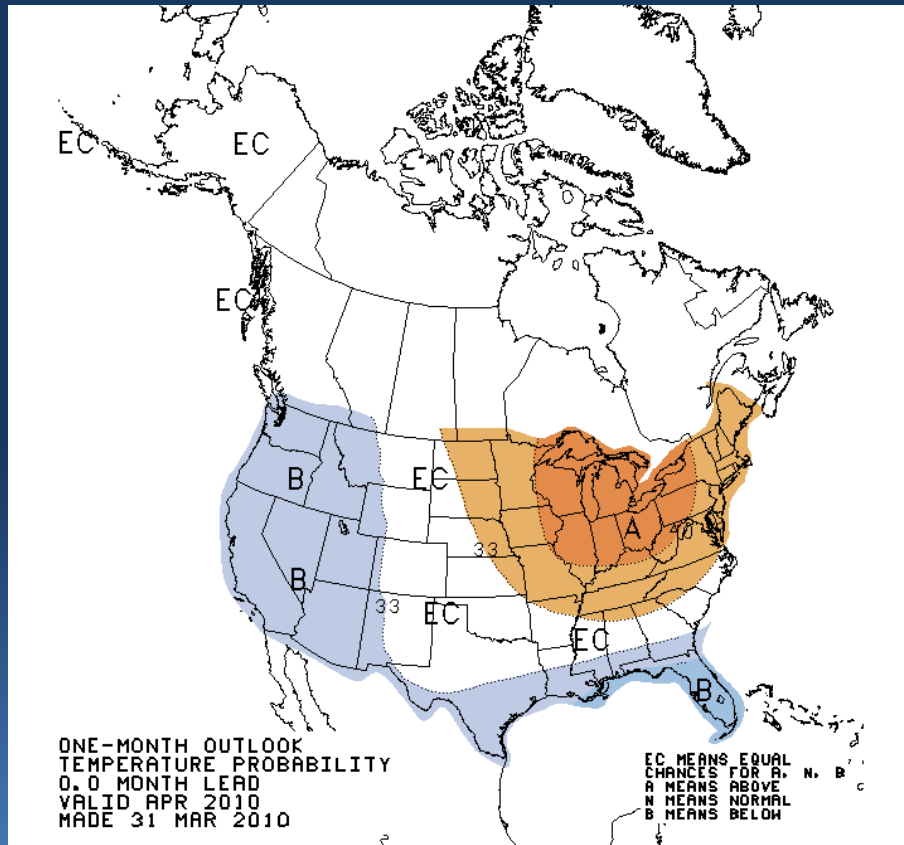 EC
EC
EC
B
EC
A
40
33
B
33
EC
EC
B
ONE-MONTH OUTLOOK
TEMPERATURE PROBABILITY
0.0 MONTH LEAD
VALID APR 2010
MADE 31 MAR 2010
EC MEANS EQUAL
CHANCES FOR A, N, B
A MEANS ABOVE
N MEANS NORMAL
B MEANS BELOW